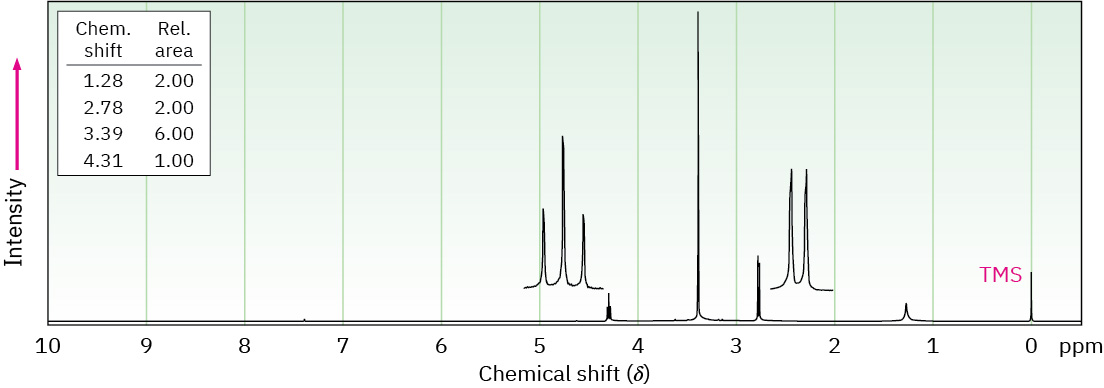 Chem. shift Rel. area
1.28 2.00
2.78 2.00
3.39 6.00
4.31 1.00
Intensity
TMS
10 9 8 7 6 5 4 3 2 1 0 ppm
Chemical shift (δ)